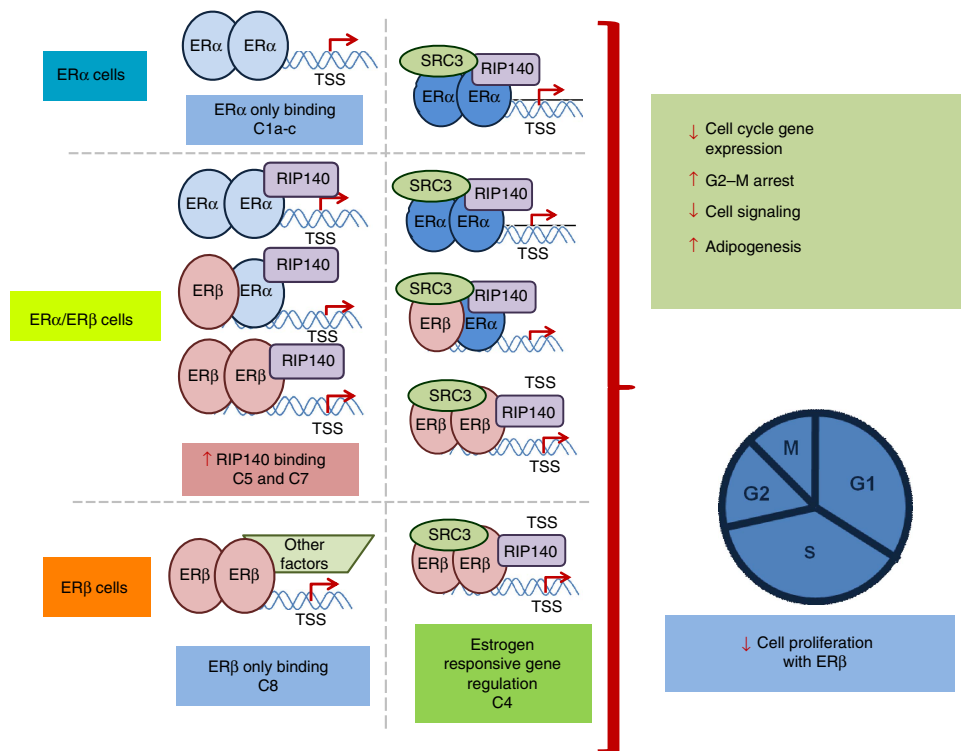 ERα cells
ERα
ERα
TSS
ERα only binding
C1a-c
SRC3
RIP140
ERα
ERα
TSS
ERα/ERβ cells
RIP140
ERα
ERα
TSS
RIP140
ERβ
ERα
TSS
RIP140
ERβ
ERβ
TSS
↑ RIP140 binding
C5 and C7
SRC3
RIP140
ERα
ERα
TSS
SRC3
RIP140
ERβ
ERα
TSS
SRC3
RIP140
ERβ
ERβ
TSS
ERβ cells
Other
factors
ERβ
ERβ
TSS
ERβ only binding
C8
TSS
SRC3
RIP140
ERβ
ERβ
TSS
Estrogen
responsive gene
regulation
C4
↓ Cell cycle gene
expression
↑ G2–M arrest
↓ Cell signaling
↑ Adipogenesis
M
G1
G2
S
↓ Cell proliferation
with ERβ